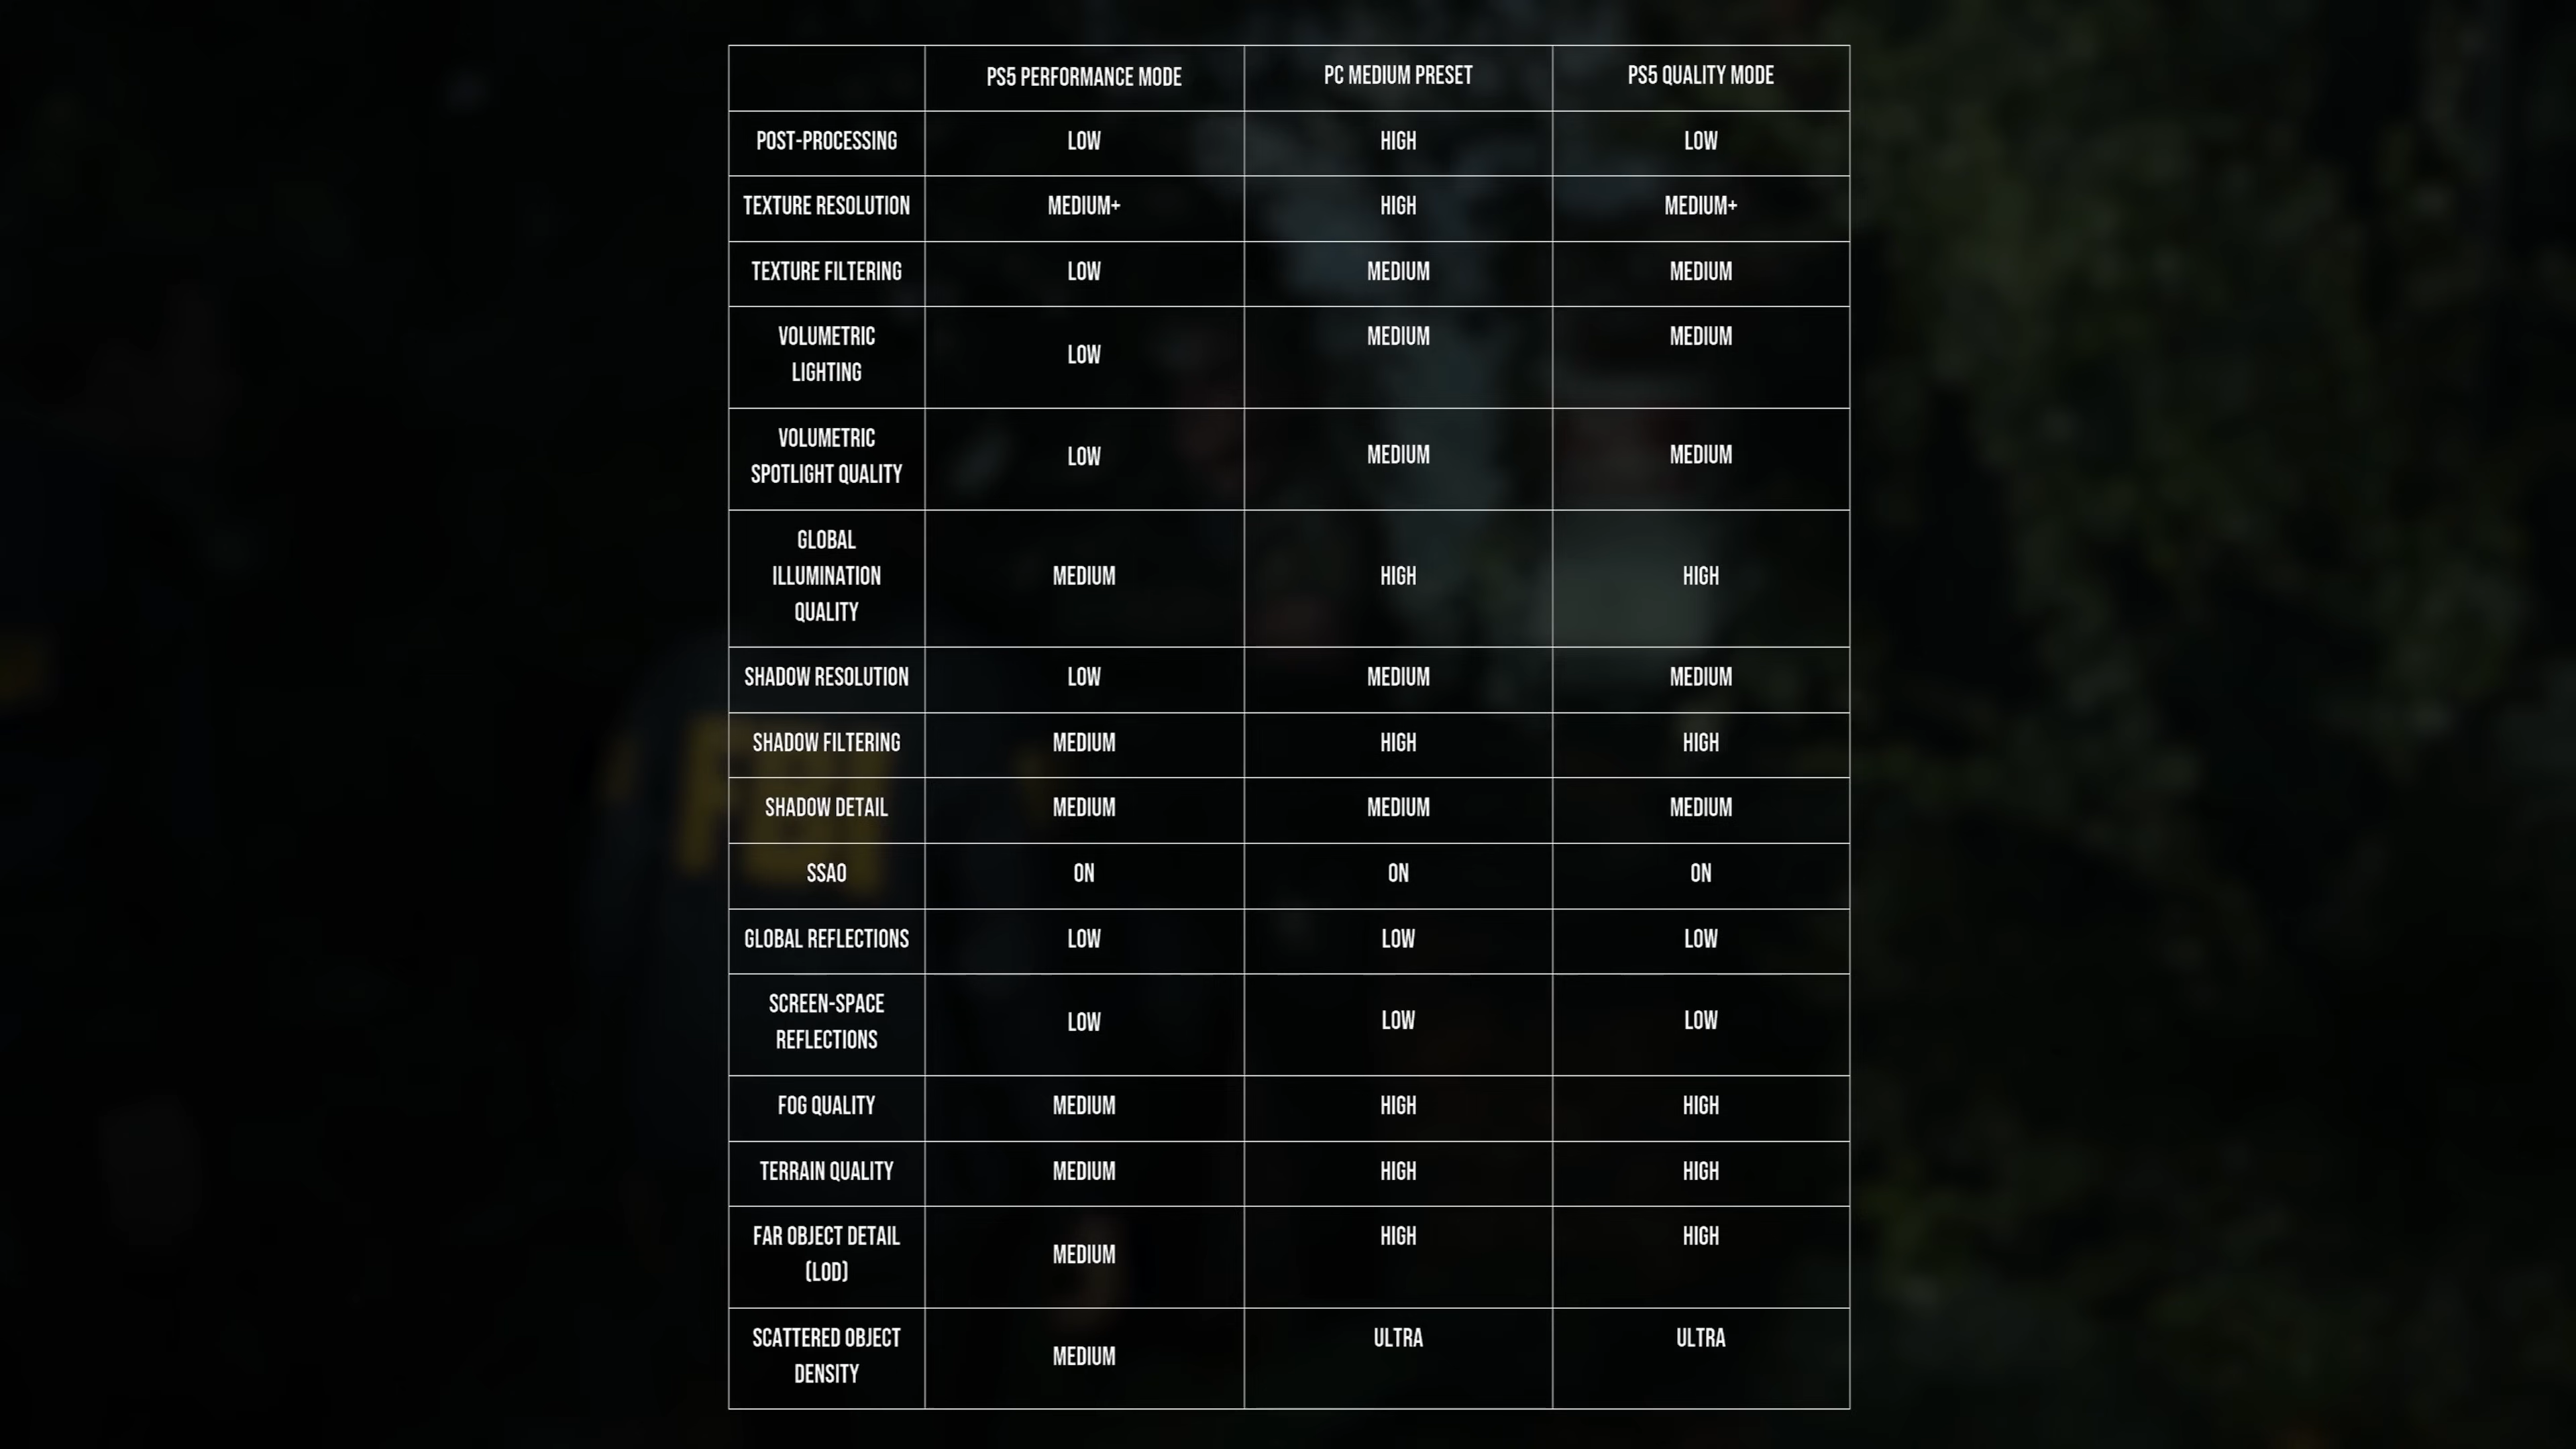 PS5 PERFORMANCE MODE PC MEDIUM PRESET PS5 QUALITY MODE
POST-PROCESSING LOW HIGH LOW
TEXTURE RESOLUTION MEDIUM+ HIGH MEDIUM+
TEXTURE FILTERING LOW MEDIUM MEDIUM
VOLUMETRIC
LIGHTING LOW MEDIUM MEDIUM
VOLUMETRIC
SPOTLIGHT QUALITY LOW MEDIUM MEDIUM
GLOBAL
ILLUMINATION
QUALITY MEDIUM HIGH HIGH
SHADOW RESOLUTION LOW MEDIUM MEDIUM
SHADOW FILTERING MEDIUM HIGH HIGH
SHADOW DETAIL MEDIUM MEDIUM MEDIUM
SSAO ON ON ON
GLOBAL REFLECTIONS LOW LOW LOW
SCREEN-SPACE
REFLECTIONS LOW LOW LOW
FOG QUALITY MEDIUM HIGH HIGH
TERRAIN QUALITY MEDIUM HIGH HIGH
FAR OBJECT DETAIL
(LOD) MEDIUM HIGH HIGH
SCATTERED OBJECT
DENSITY MEDIUM ULTRA ULTRA
FBI